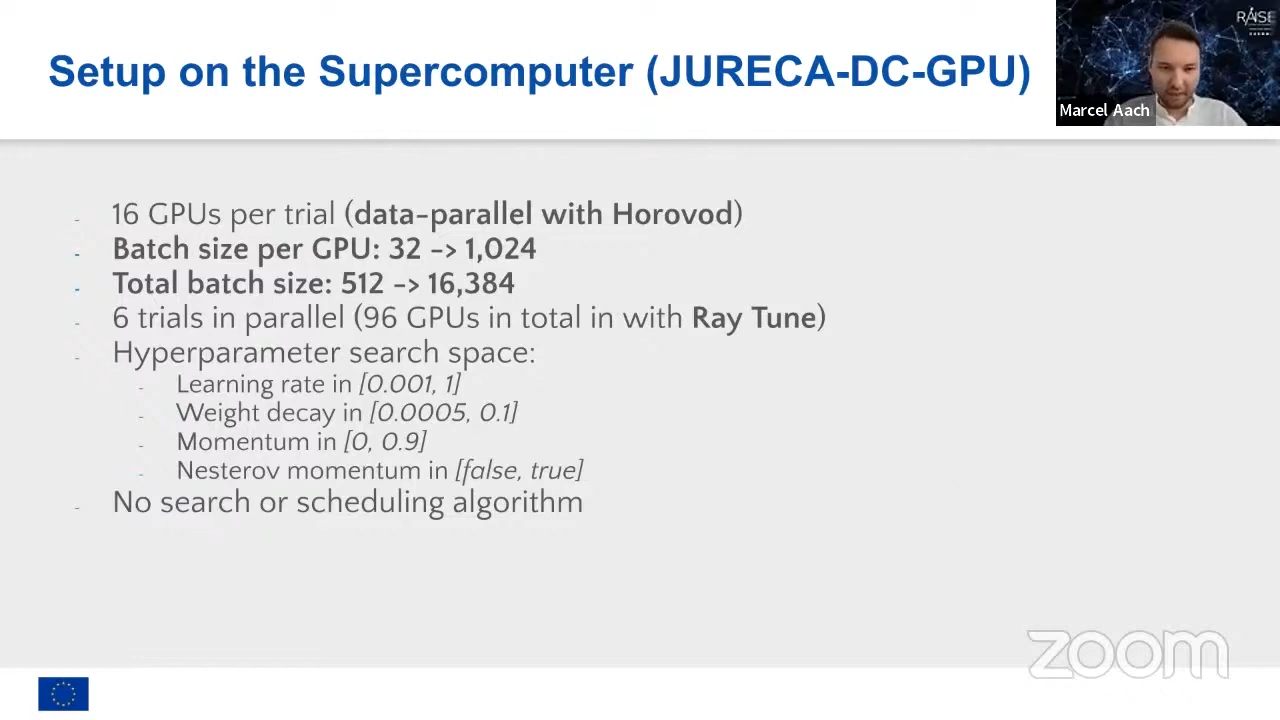 Setup on the Supercomputer (JURECA-DC-GPU)
RAISE
Marcel Aach
- 16 GPUs per trial (data-parallel with Horovod)
- Batch size per GPU: 32 -> 1,024
- Total batch size: 512 -> 16,384
- 6 trials in parallel (96 GPUs in total in with Ray Tune)
- Hyperparameter search space:
- Learning rate in [0.001, 1]
- Weight decay in [0.0005, 0.1]
- Momentum in [0, 0.9]
- Nesterov momentum in [false, true]
- No search or scheduling algorithm
zoom